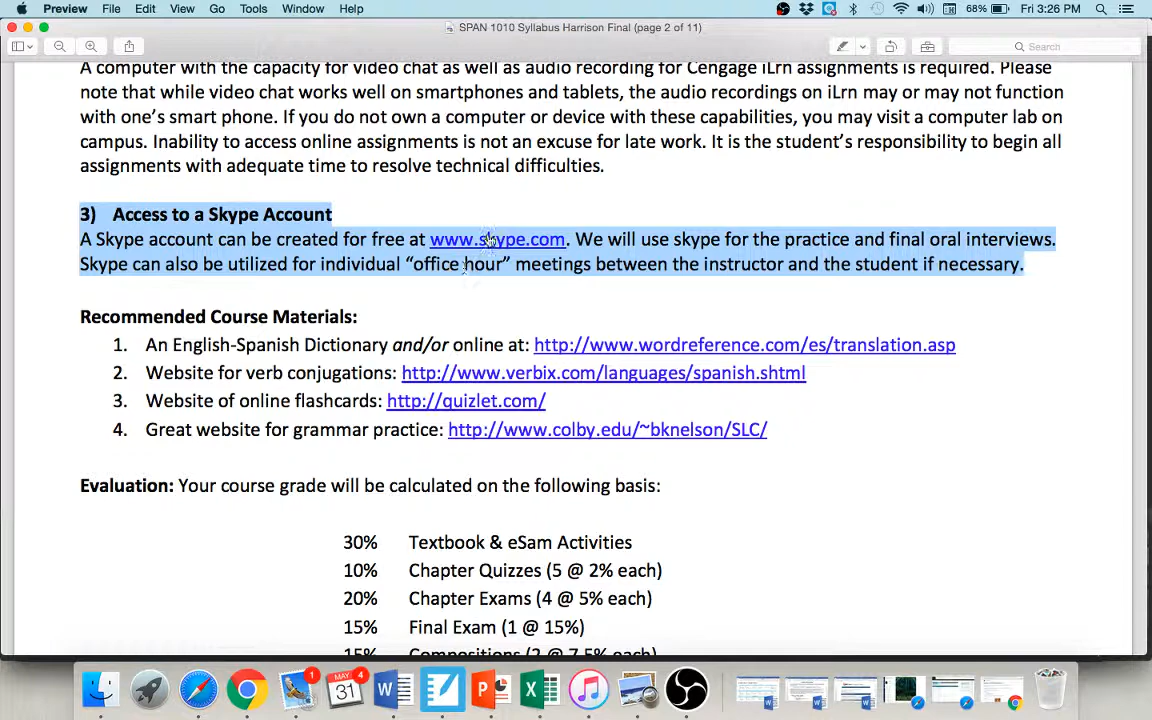 Preview File Edit View Go Tools Window Help 68% Fri 3:26 PM
SPAN 1010 Syllabus Harrison Final (page 2 of 11)
Search
A computer with the capacity for video chat as well as audio recording for Cengage iLrn assignments is required. Please
note that while video chat works well on smartphones and tablets, the audio recordings on iLrn may or may not function
with one's smart phone. If you do not own a computer or device with these capabilities, you may visit a computer lab on
campus. Inability to access online assignments is not an excuse for late work. It is the student's responsibility to begin all
assignments with adequate time to resolve technical difficulties.
3) Access to a Skype Account
A Skype account can be created for free at www.skype.com. We will use skype for the practice and final oral interviews.
Skype can also be utilized for individual “office hour” meetings between the instructor and the student if necessary.
Recommended Course Materials:
1. An English-Spanish Dictionary and/or online at: http://www.wordreference.com/es/translation.asp
2. Website for verb conjugations: http://www.verbix.com/languages/spanish.shtml
3. Website of online flashcards: http://quizlet.com/
4. Great website for grammar practice: http://www.colby.edu/~bknelson/SLC/
Evaluation: Your course grade will be calculated on the following basis:
30% Textbook & eSam Activities
10% Chapter Quizzes (5 @ 2% each)
20% Chapter Exams (4 @ 5% each)
15% Final Exam (1 @ 15%)
15% Compositions (2 @ 7.5% each)
1
MAY 4
31